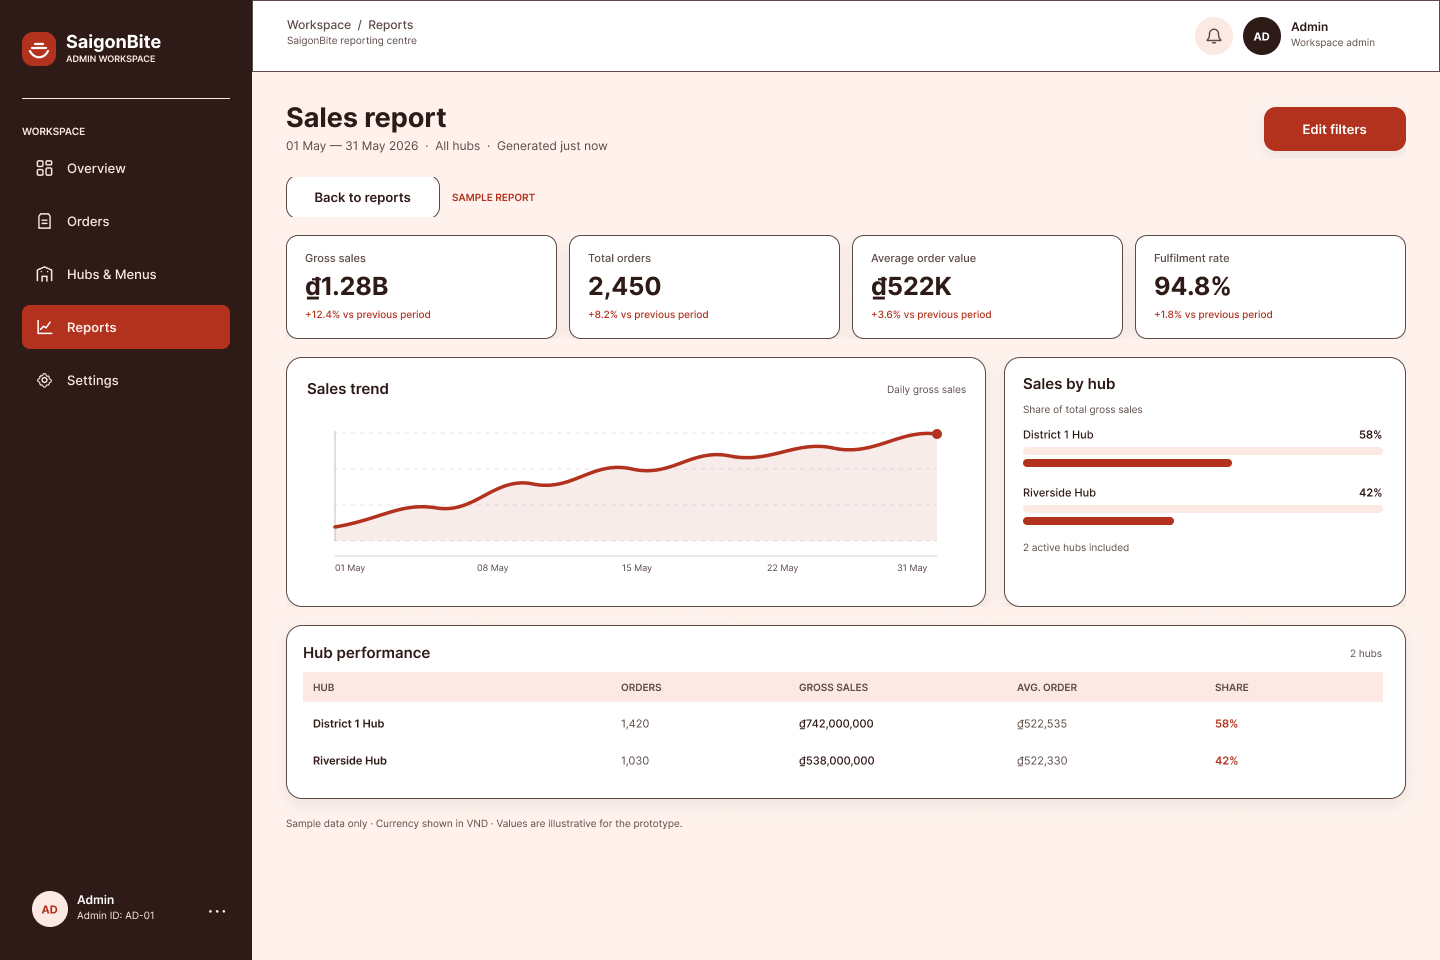 SaigonBite
ADMIN WORKSPACE
WORKSPACE
Overview
Orders
Hubs & Menus
Reports
Settings
AD
Admin
Admin ID: AD-01
...
Workspace / Reports
SaigonBite reporting centre
AD
Admin
Workspace admin
Sales report
01 May — 31 May 2026 · All hubs · Generated just now
Edit filters
Back to reports
SAMPLE REPORT
Gross sales
₫1.28B
+12.4% vs previous period
Total orders
2,450
+8.2% vs previous period
Average order value
₫522K
+3.6% vs previous period
Fulfilment rate
94.8%
+1.8% vs previous period
Sales trend
Daily gross sales
01 May 08 May 15 May 22 May 31 May
Sales by hub
Share of total gross sales
District 1 Hub 58%
Riverside Hub 42%
2 active hubs included
Hub performance 2 hubs
HUB ORDERS GROSS SALES AVG. ORDER SHARE
District 1 Hub 1,420 ₫742,000,000 ₫522,535 58%
Riverside Hub 1,030 ₫538,000,000 ₫522,330 42%
Sample data only · Currency shown in VND · Values are illustrative for the prototype.